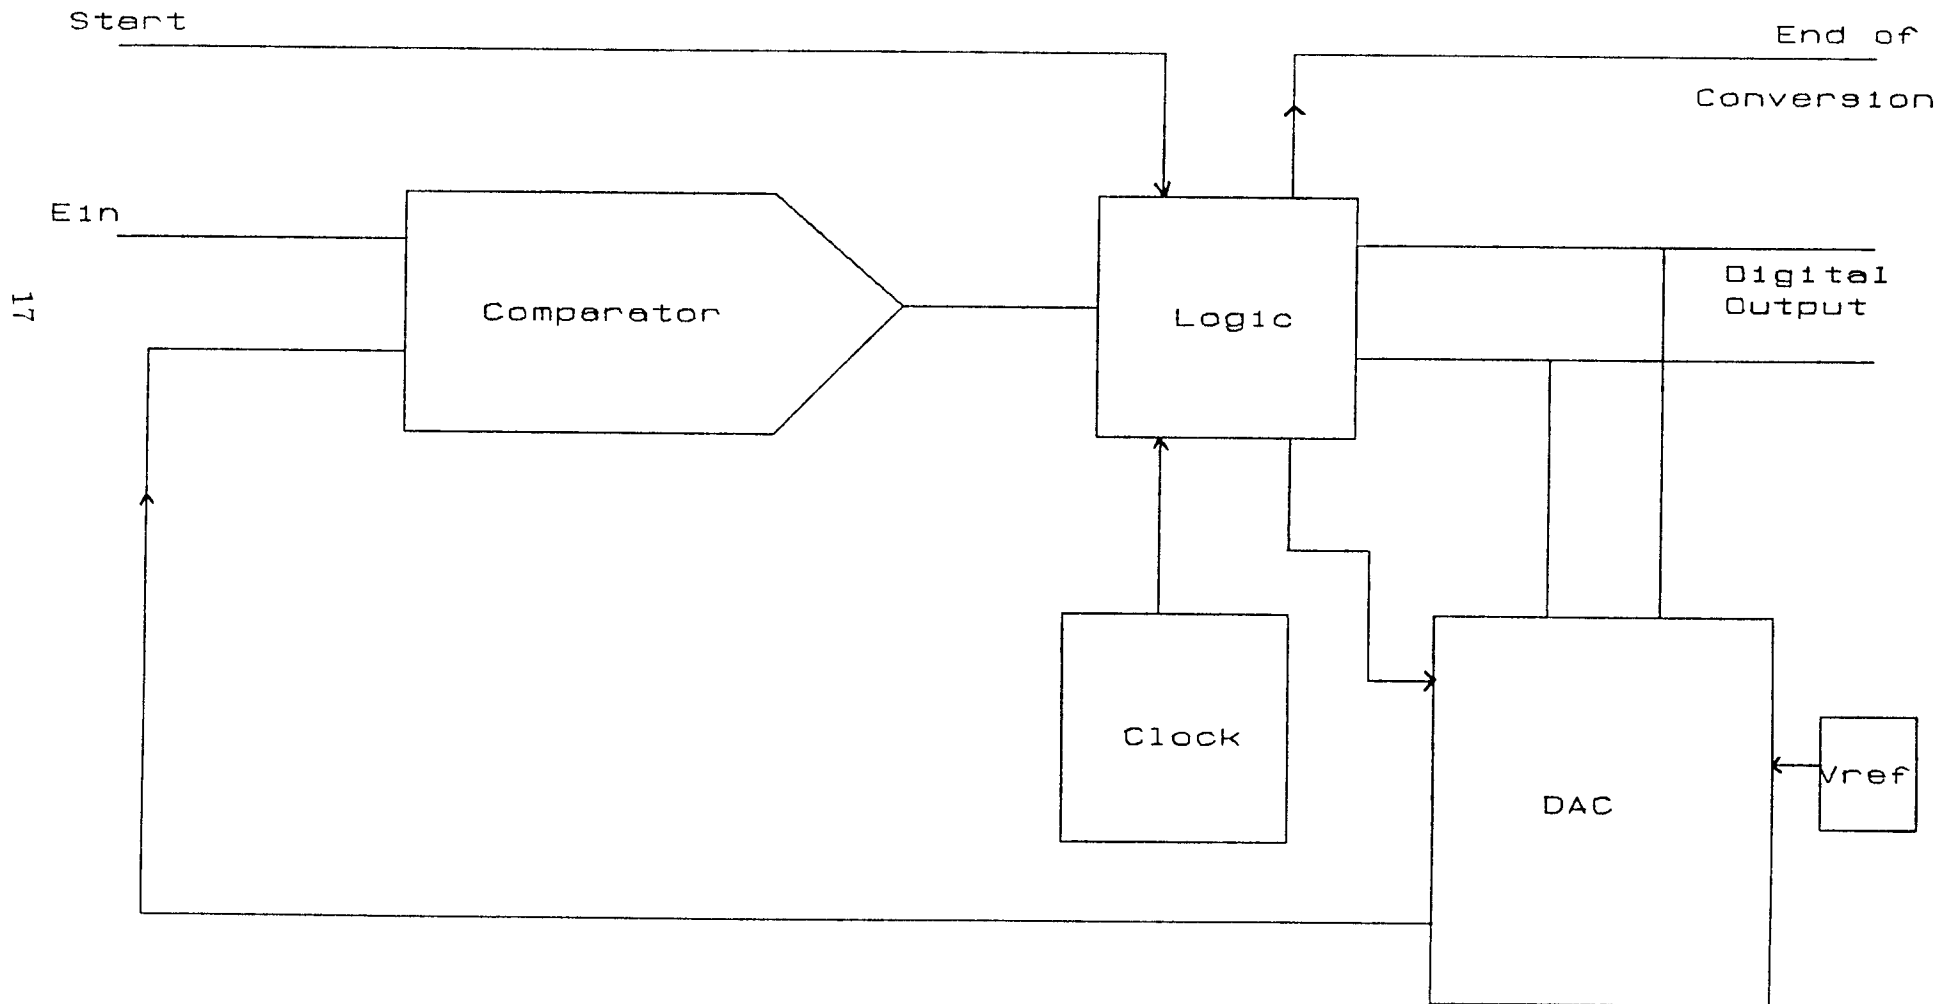 Start
End of
Conversion
Ein
Comparator
Logic
Digital
Output
17
Clock
Vref
DAC